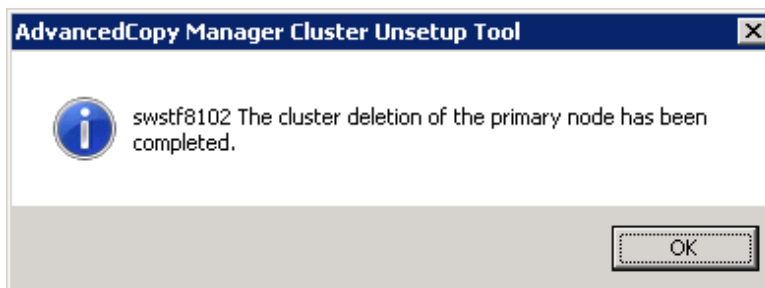 AdvancedCopy Manager Cluster Unsetup Tool
swstf8102 The cluster deletion of the primary node has been
completed.
OK